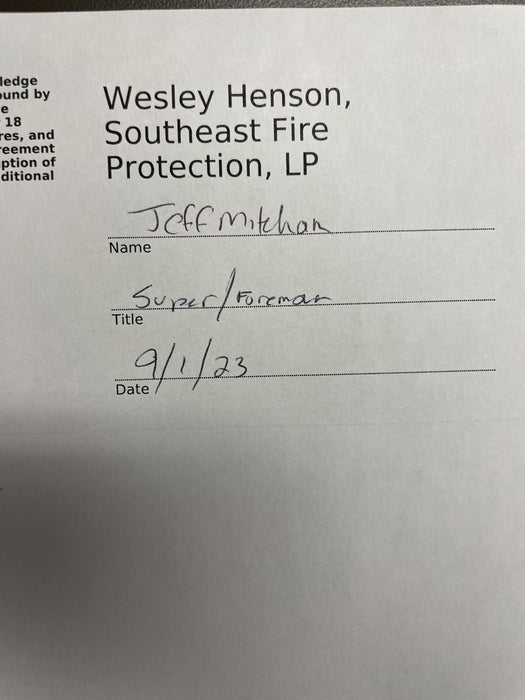 ledge
ound by
e
18
res, and
reement
ption of
ditional
Wesley Henson,
Southeast Fire
Protection, LP
Jeff Mitchan
Name
Super/Foreman
Title
9/1/23
Date